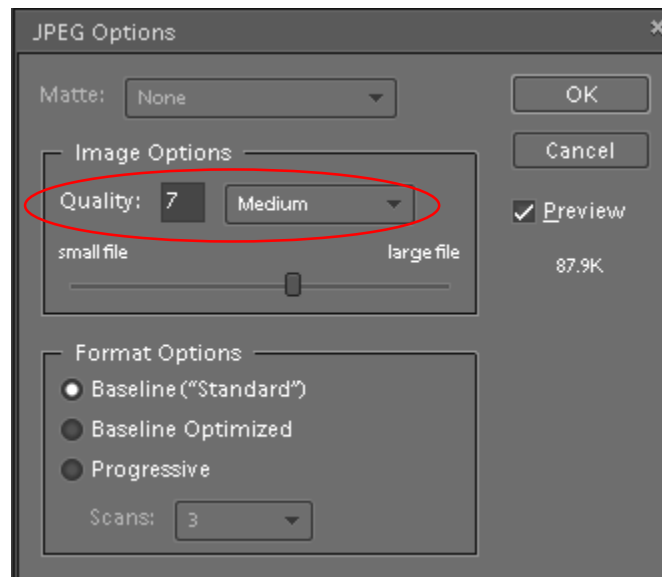 JPEG Options
Matte: None
OK
Image Options
Cancel
Quality: 7 Medium
Preview
small file large file
87.9K
Format Options
Baseline (“Standard”)
Baseline Optimized
Progressive
Scans: 3